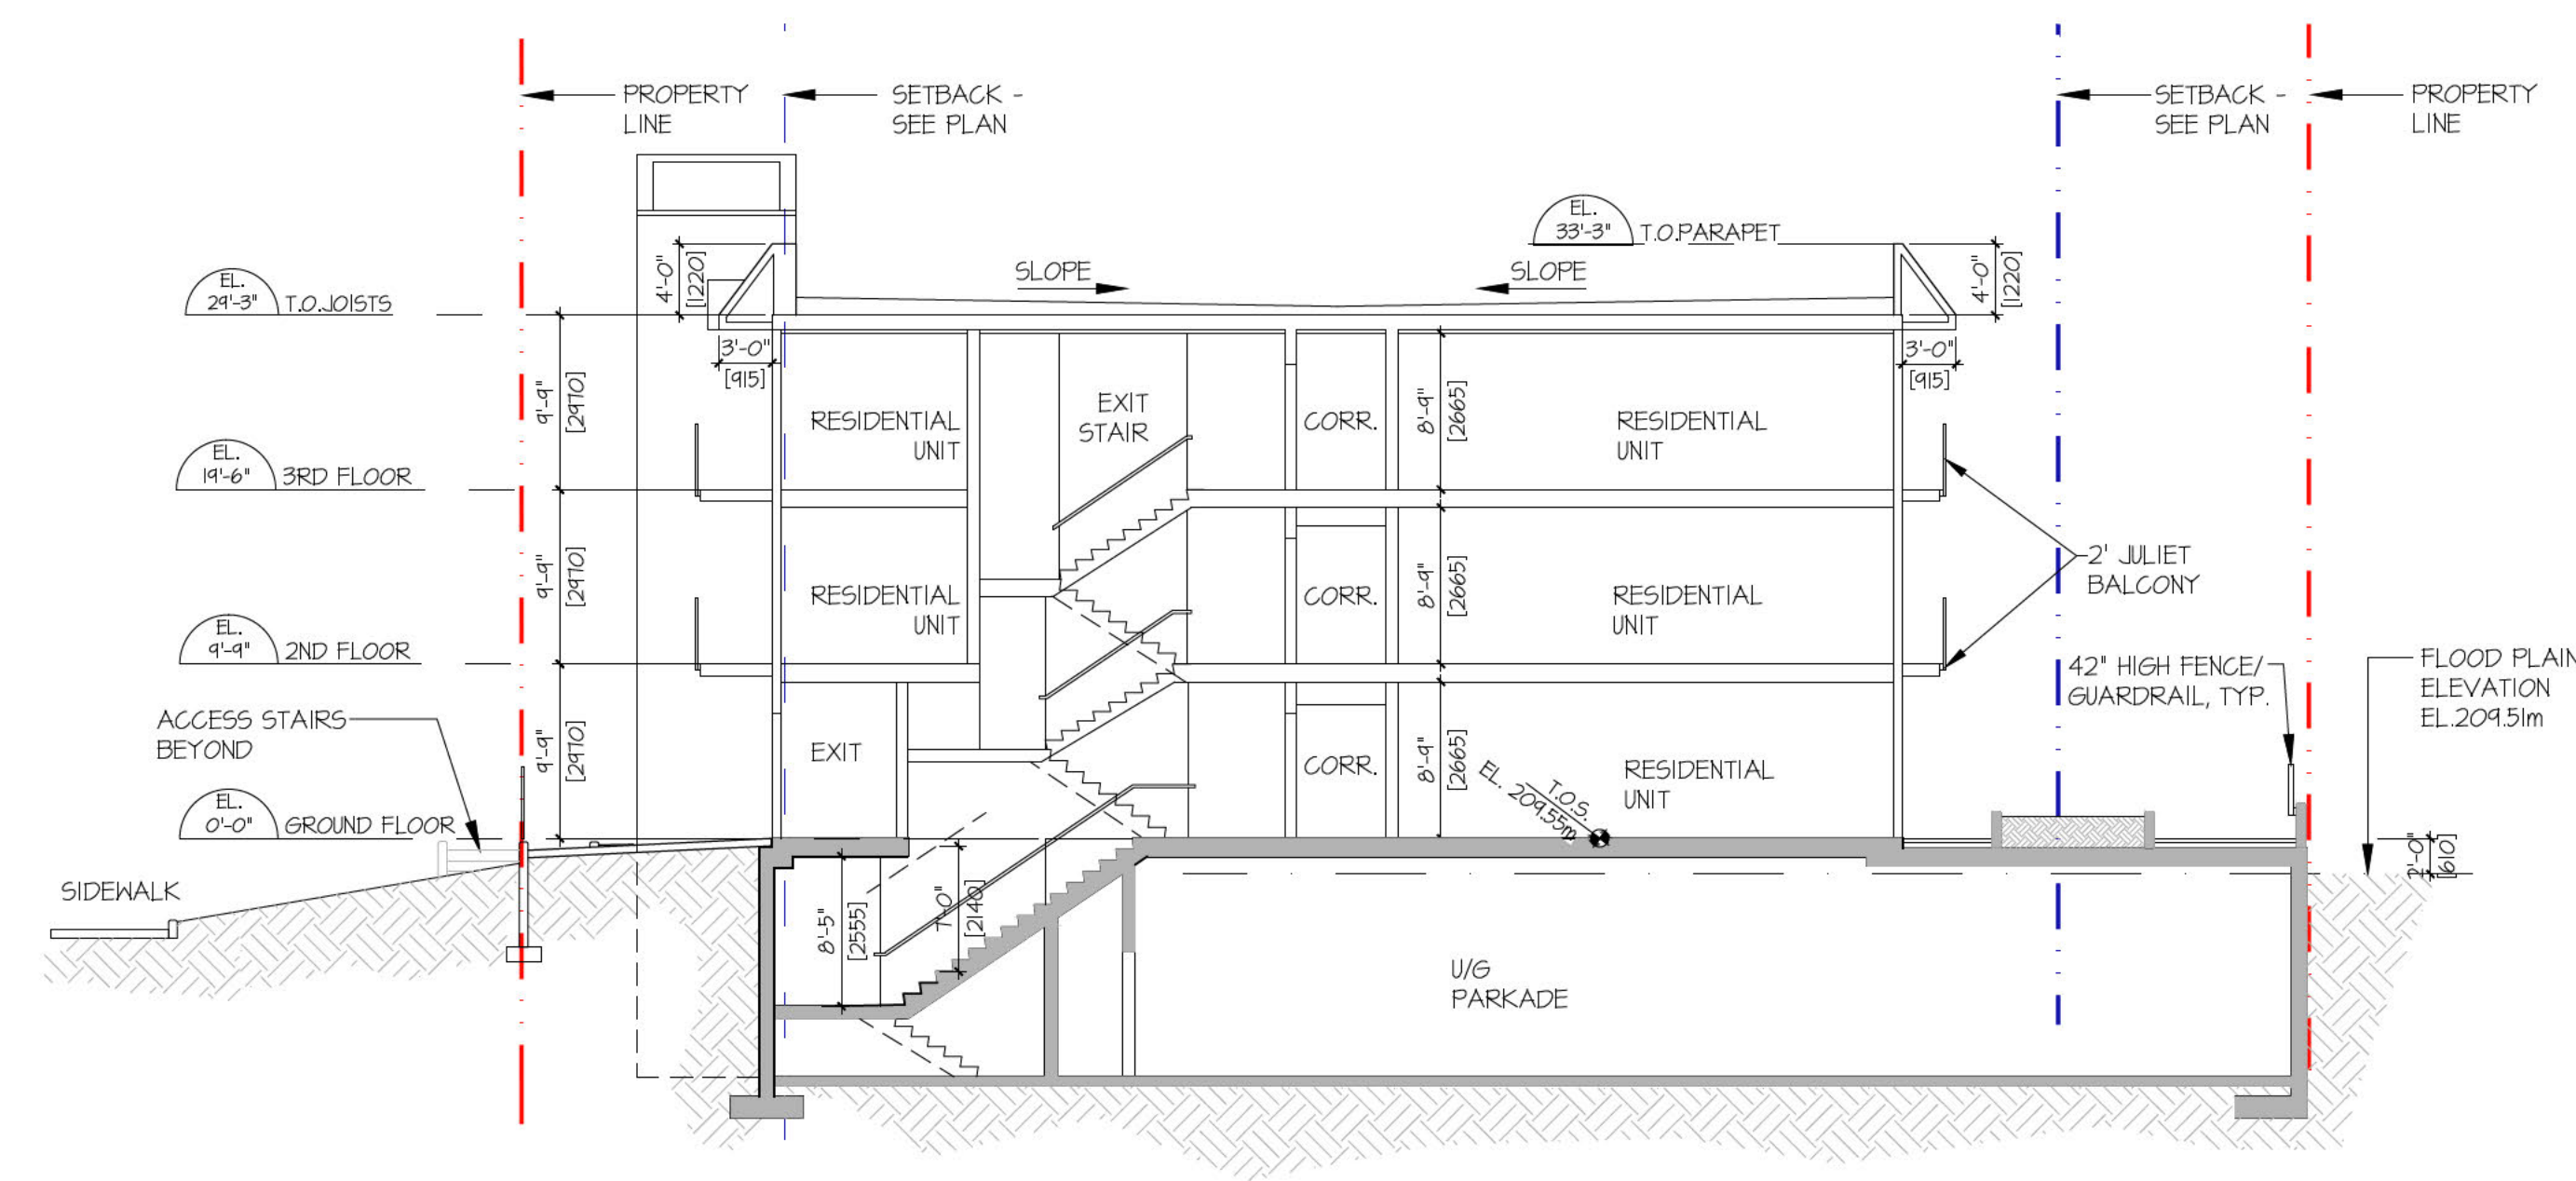 PROPERTY
LINE
SETBACK -
SEE PLAN
SETBACK -
SEE PLAN
PROPERTY
LINE
EL.
33'-3"
T.O.PARAPET
SLOPE
SLOPE
4'-0"
[1220]
4'-0"
[1220]
EL.
29'-3"
T.O.JOISTS
3'-0"
[915]
3'-0"
[915]
9'-9"
[2970]
RESIDENTIAL
UNIT
EXIT
STAIR
CORR.
8'-9"
[2665]
RESIDENTIAL
UNIT
EL.
19'-6"
3RD FLOOR
9'-9"
[2970]
RESIDENTIAL
UNIT
CORR.
8'-9"
[2665]
RESIDENTIAL
UNIT
2' JULIET
BALCONY
EL.
9'-9"
2ND FLOOR
42" HIGH FENCE/
GUARDRAIL, TYP.
FLOOD PLAIN
ELEVATION
EL.209.51m
ACCESS STAIRS
BEYOND
9'-9"
[2970]
EXIT
CORR.
8'-9"
[2665]
T.O.S.
EL. 209.55m
RESIDENTIAL
UNIT
EL.
0'-0"
GROUND FLOOR
2'-0"
[610]
SIDEWALK
8'-5"
[2555]
7'-0"
[2140]
U/G
PARKADE